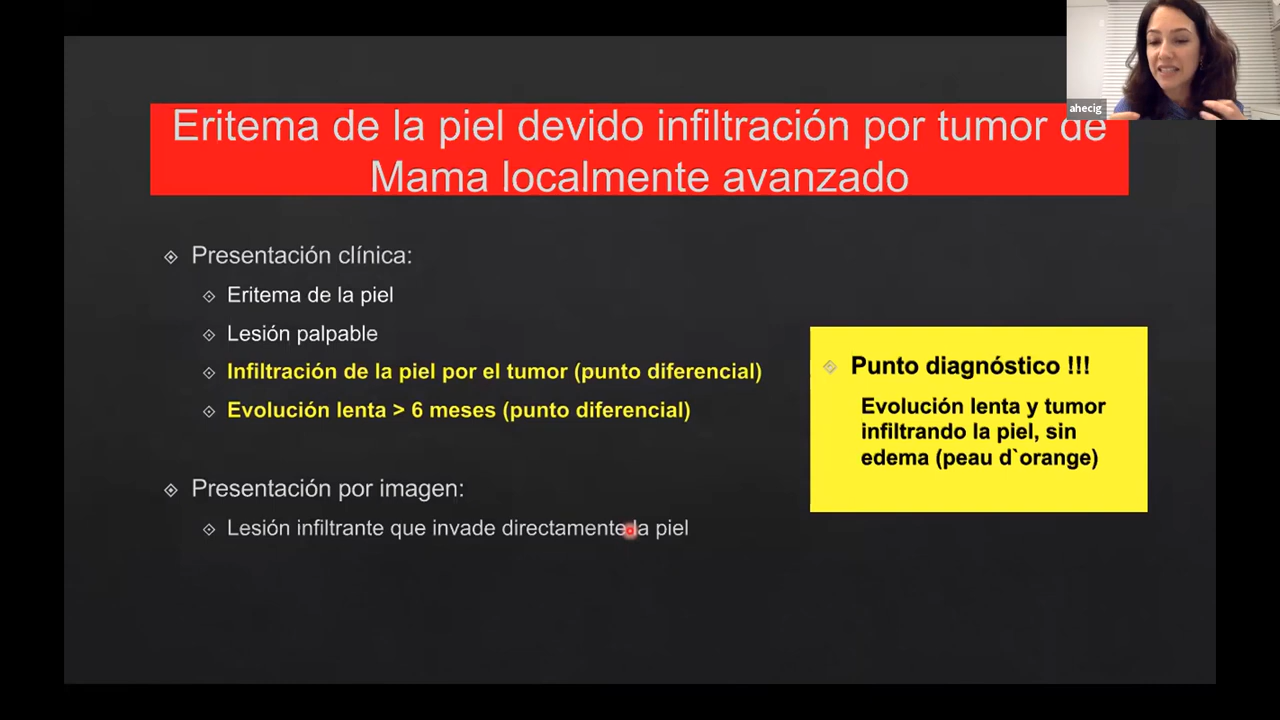 ahecig
Eritema de la piel devido infiltración por tumor de
Mama localmente avanzado
Presentación clínica:
Eritema de la piel
Lesión palpable
Infiltración de la piel por el tumor (punto diferencial)
Evolución lenta > 6 meses (punto diferencial)
Presentación por imagen:
Lesión infiltrante que invade directamente la piel
Punto diagnóstico !!!
Evolución lenta y tumor
infiltrando la piel, sin
edema (peau d`orange)